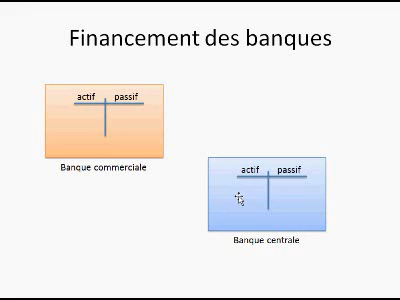 Financement des banques
actif passif
Banque commerciale
actif passif
Banque centrale